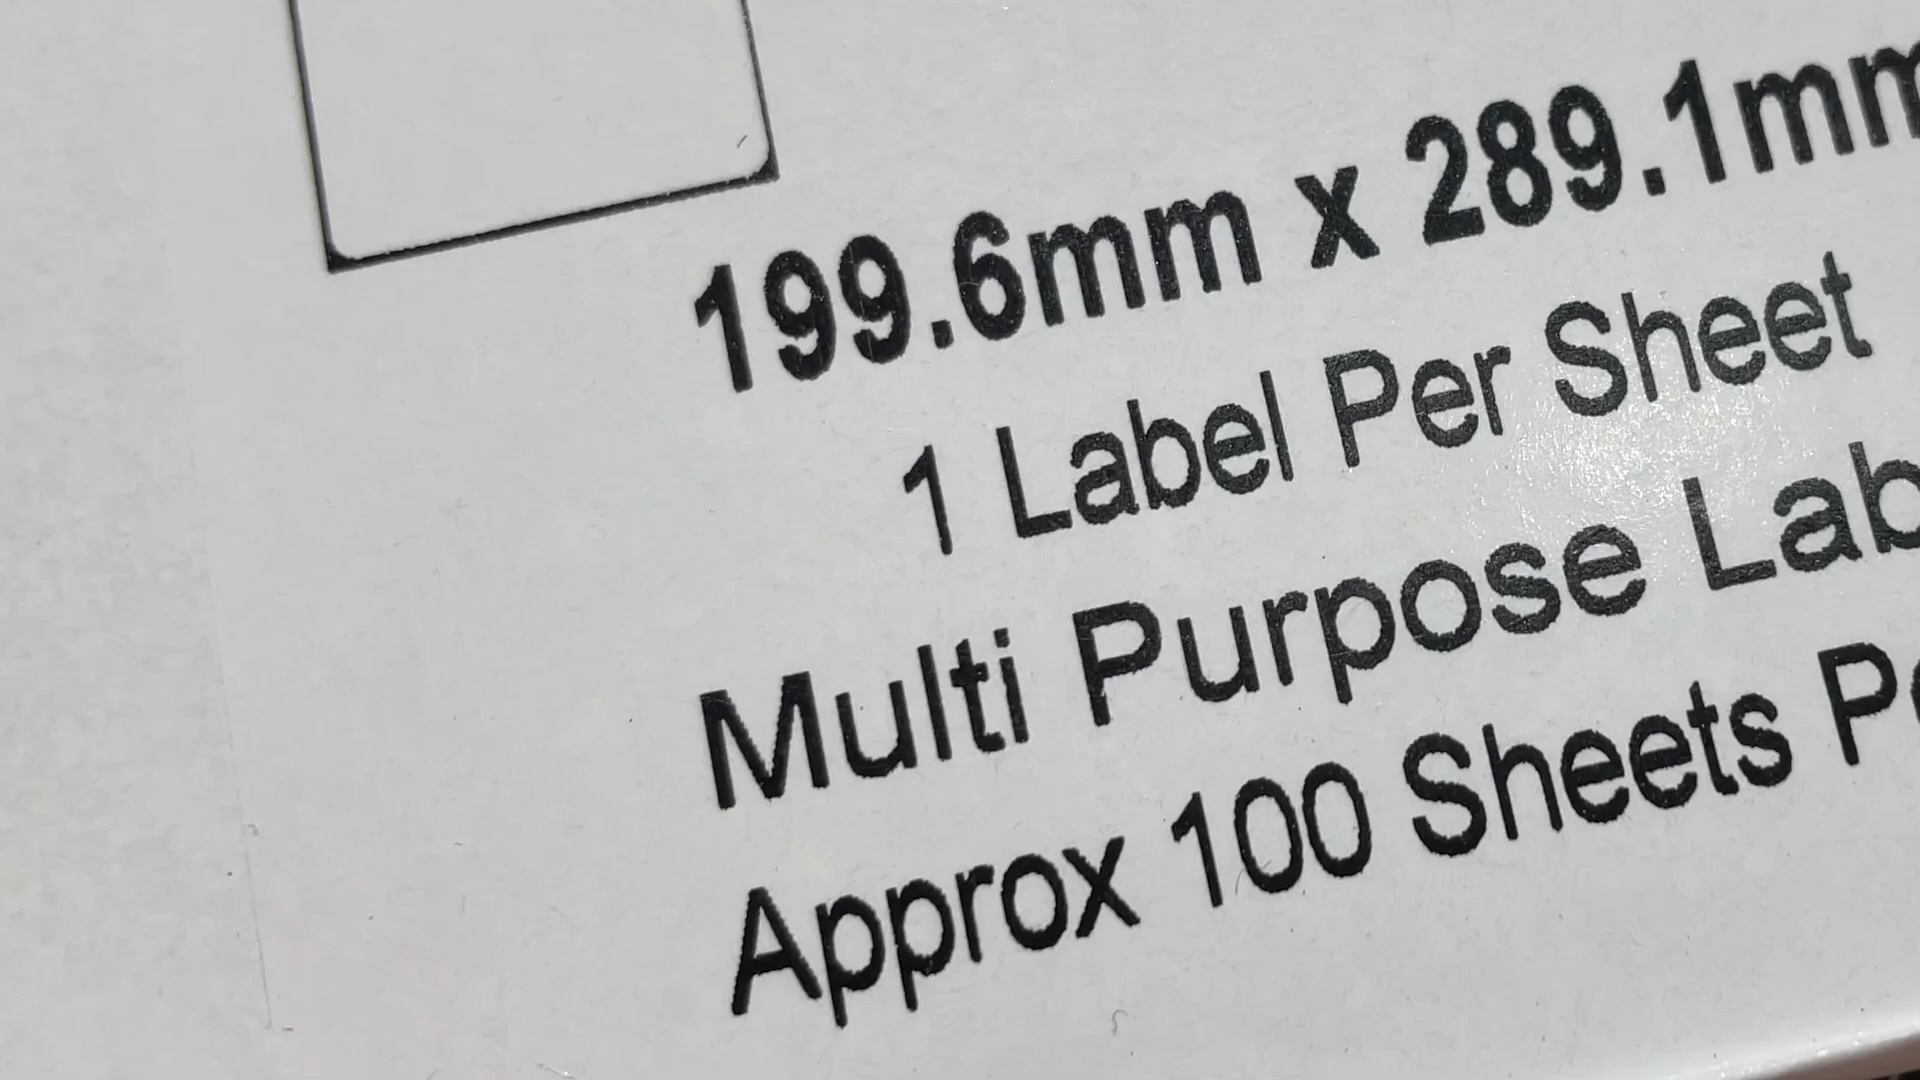 199.6mm x 289.1mm
1 Label Per Sheet
Multi Purpose Lab
Approx 100 Sheets P